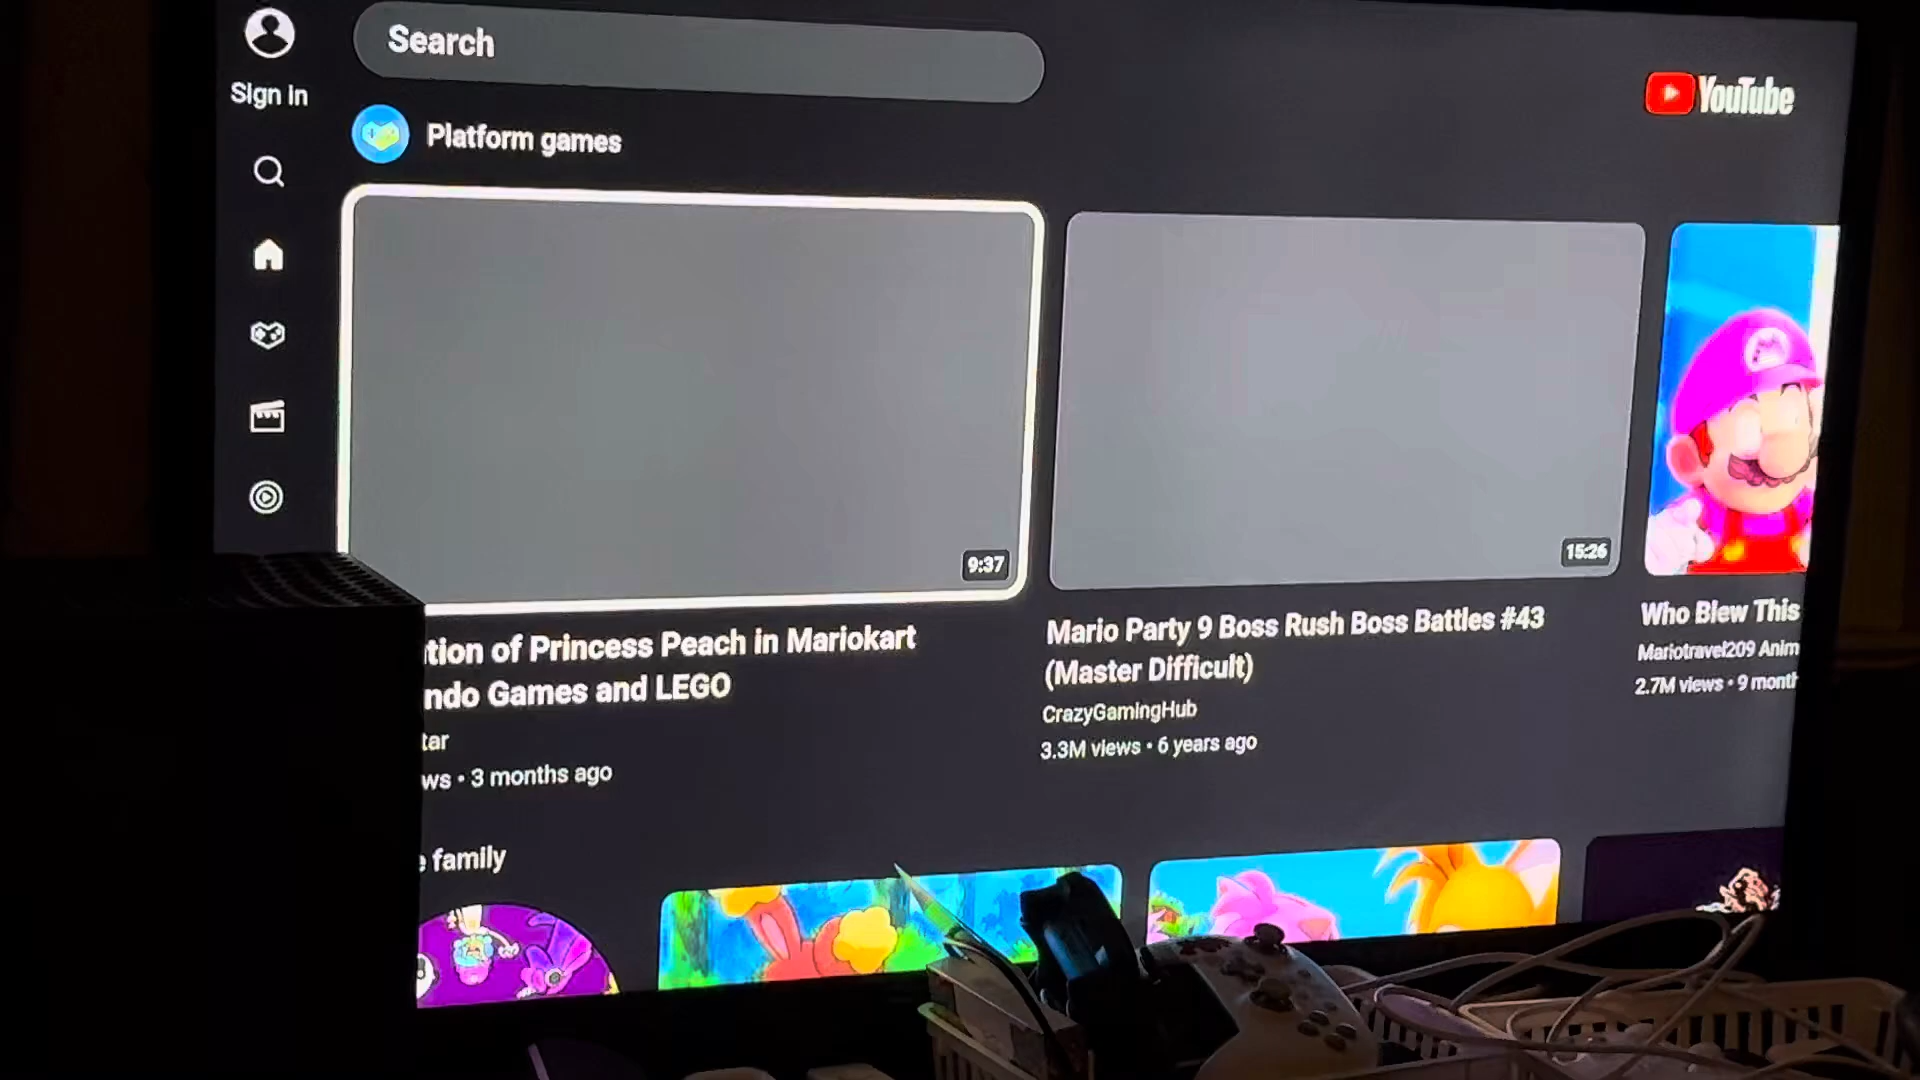 Search
Sign in
YouTube
Platform games
9:37
15:26
tion of Princess Peach in Mariokart
ndo Games and LEGO
tar
ws • 3 months ago
Mario Party 9 Boss Rush Boss Battles #43
(Master Difficult)
CrazyGamingHub
3.3M views • 6 years ago
Who Blew This
Mariotravel209 Anim
2.7M views • 9 month
e family